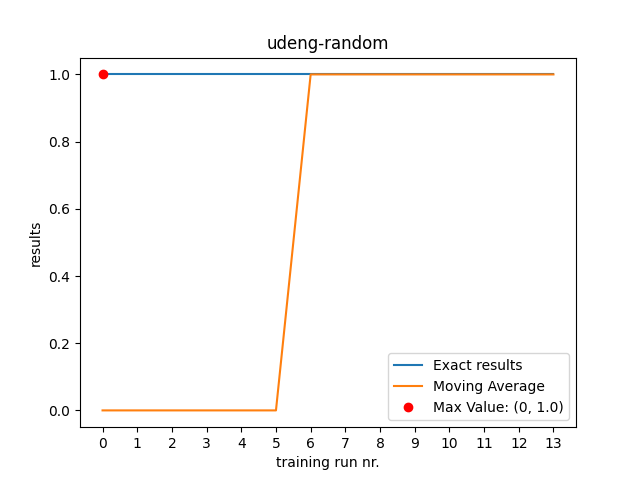 udeng-random
results
1.0
0.8
0.6
0.4
0.2
0.0
Exact results
Moving Average
Max Value: (0, 1.0)
0 1 2 3 4 5 6 7 8 9 10 11 12 13
training run nr.